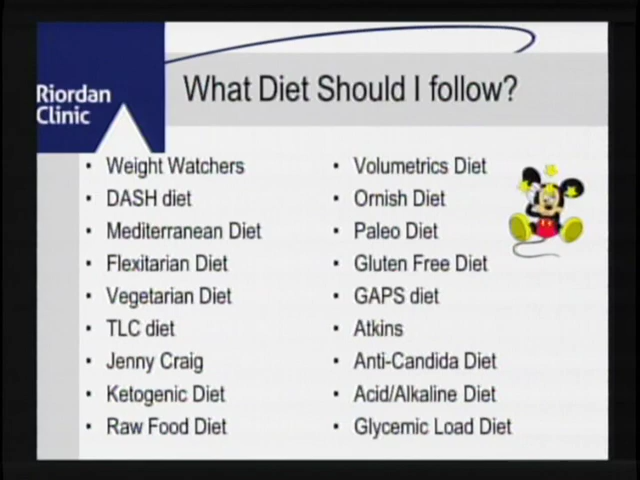 Riordan
Clinic
What Diet Should I follow?
• Weight Watchers
• DASH diet
• Mediterranean Diet
• Flexitarian Diet
• Vegetarian Diet
• TLC diet
• Jenny Craig
• Ketogenic Diet
• Raw Food Diet
• Volumetrics Diet
• Ornish Diet
• Paleo Diet
• Gluten Free Diet
• GAPS diet
• Atkins
• Anti-Candida Diet
• Acid/Alkaline Diet
• Glycemic Load Diet